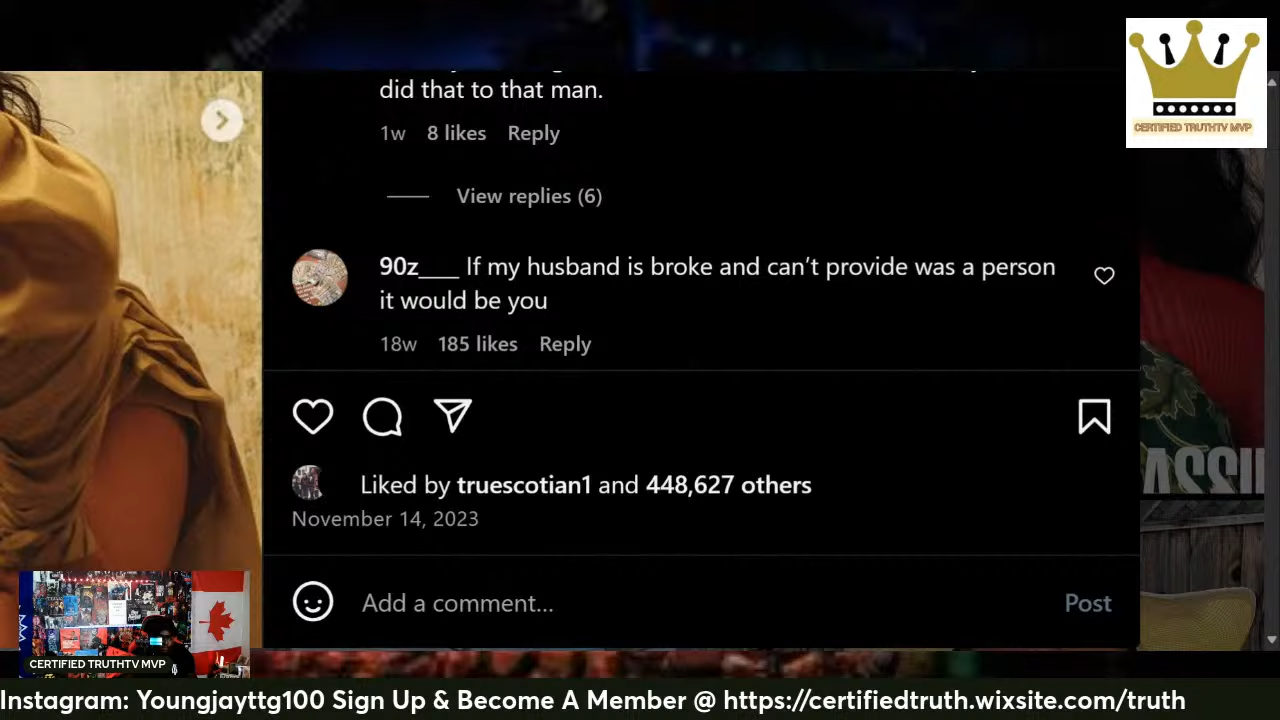 CERTIFIED TRUTHTV MVP
did that to that man.
1w 8 likes Reply
View replies (6)
90z___ If my husband is broke and can't provide was a person
it would be you
18w 185 likes Reply
Liked by truescotian1 and 448,627 others
November 14, 2023
Add a comment... Post
CERTIFIED TRUTHTV MVP
Instagram: Youngjayttg100 Sign Up & Become A Member @ https://certifiedtruth.wixsite.com/truth